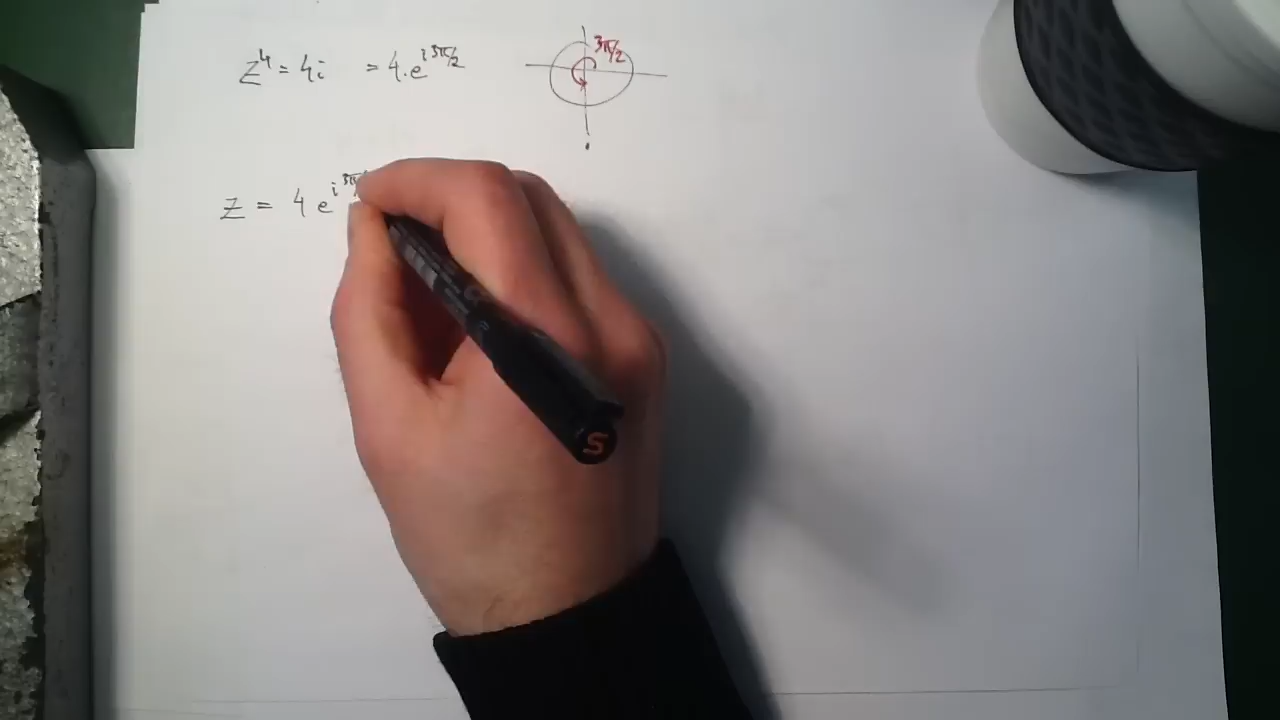 z⁴ = 4i = 4.e^{i3π/2}
3π/2
z = 4 e^{i3π/
S